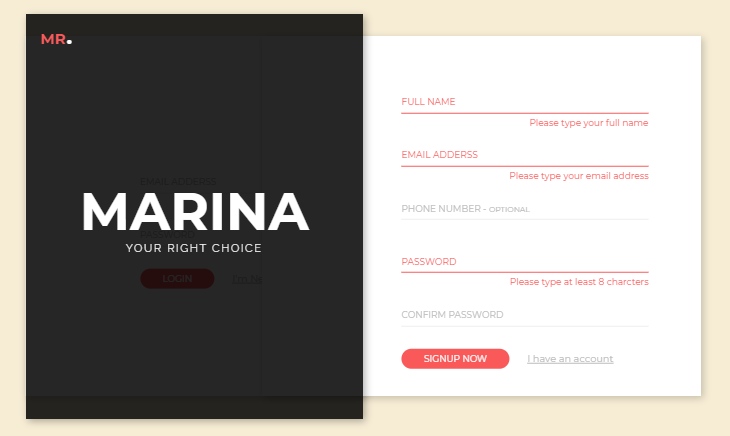 MR.
EMAIL ADDERSS
MARINA
YOUR RIGHT CHOICE
LOGIN
FULL NAME
Please type your full name
EMAIL ADDERSS
Please type your email address
PHONE NUMBER - OPTIONAL
PASSWORD
Please type at least 8 charcters
CONFIRM PASSWORD
SIGNUP NOW
I have an account